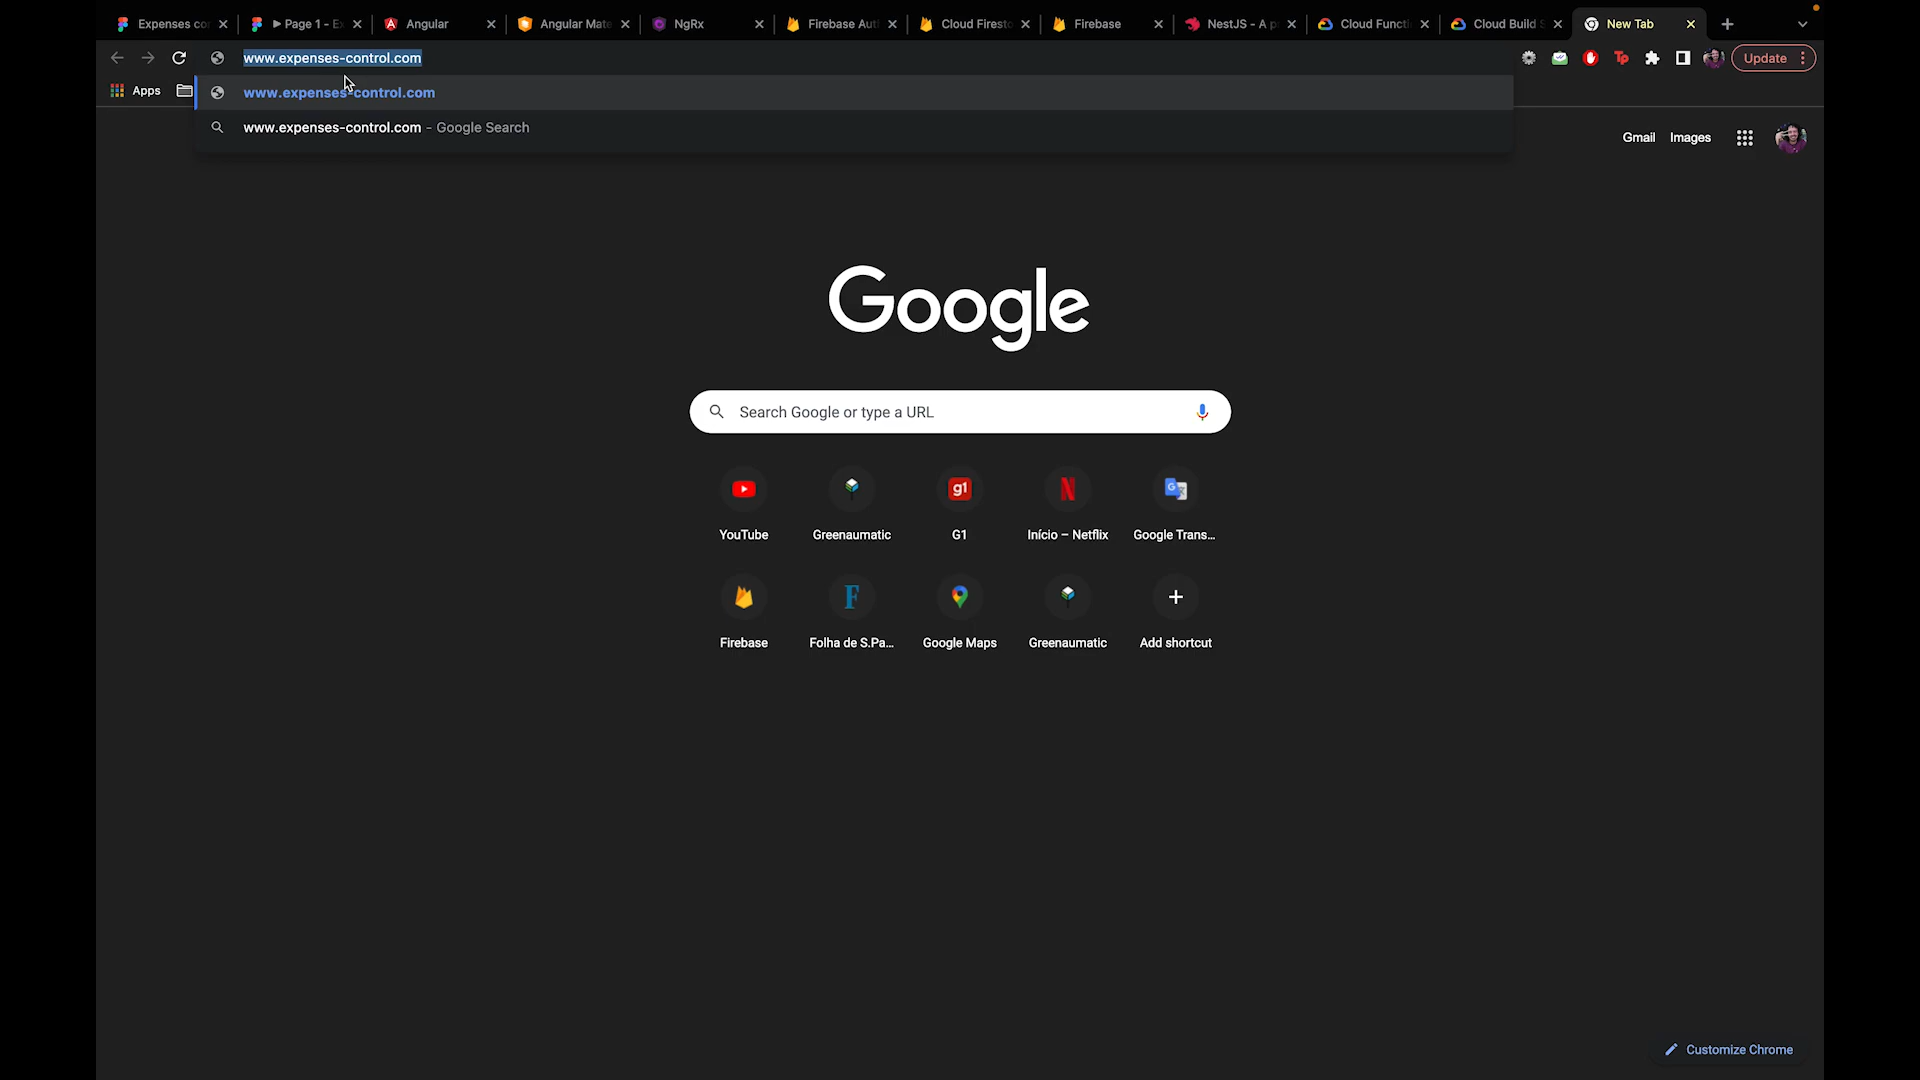 Expenses co
▶ Page 1 - E
Angular
Angular Mate
NgRx
Firebase Aut
Cloud Firesto
Firebase
NestJS - A p
Cloud Functi
Cloud Build S
New Tab
www.expenses-control.com
Update
Apps
www.expenses-control.com
www.expenses-control.com - Google Search
Gmail Images
Google
Search Google or type a URL
g1
YouTube
Greenaumatic
G1
Início – Netflix
Google Trans...
Firebase
Folha de S.Pa...
Google Maps
Greenaumatic
Add shortcut
Customize Chrome